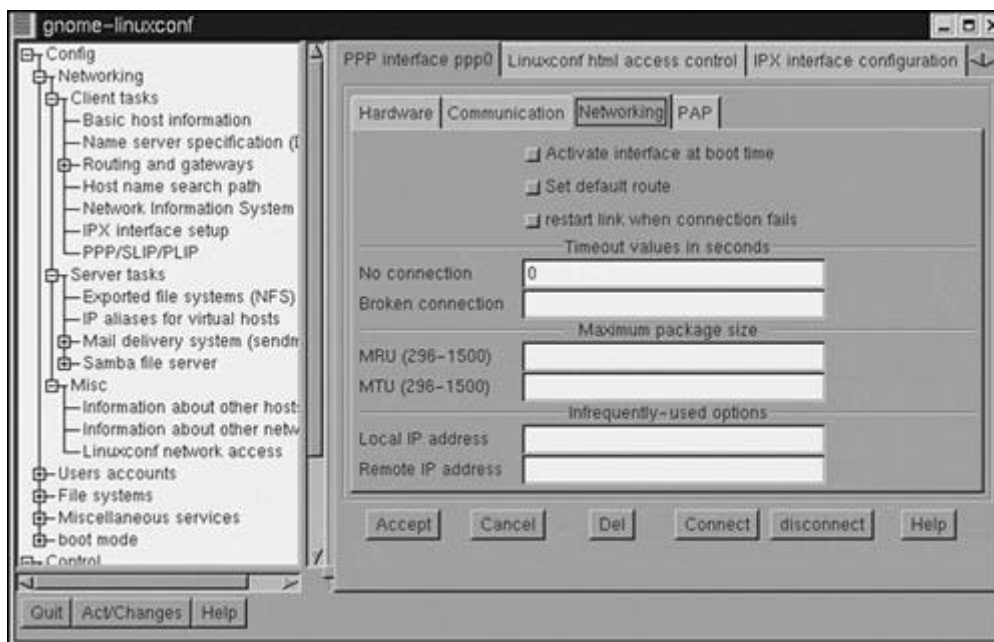 gnome-linuxconf
Config
Networking
Client tasks
Basic host information
Name server specification (D
Routing and gateways
Host name search path
Network Information System
IPX interface setup
PPP/SLIP/PLIP
Server tasks
Exported file systems (NFS)
IP aliases for virtual hosts
Mail delivery system (sendm
Samba file server
Misc
Information about other hosts
Information about other netw
Linuxconf network access
Users accounts
File systems
Miscellaneous services
boot mode
Control
Quit Act/Changes Help
PPP interface ppp0 Linuxconf html access control IPX interface configuration
Hardware Communication Networking PAP
Activate interface at boot time
Set default route
restart link when connection fails
Timeout values in seconds
No connection 0
Broken connection
Maximum package size
MRU (296-1500)
MTU (296-1500)
Infrequently-used options
Local IP address
Remote IP address
Accept Cancel Del Connect disconnect Help